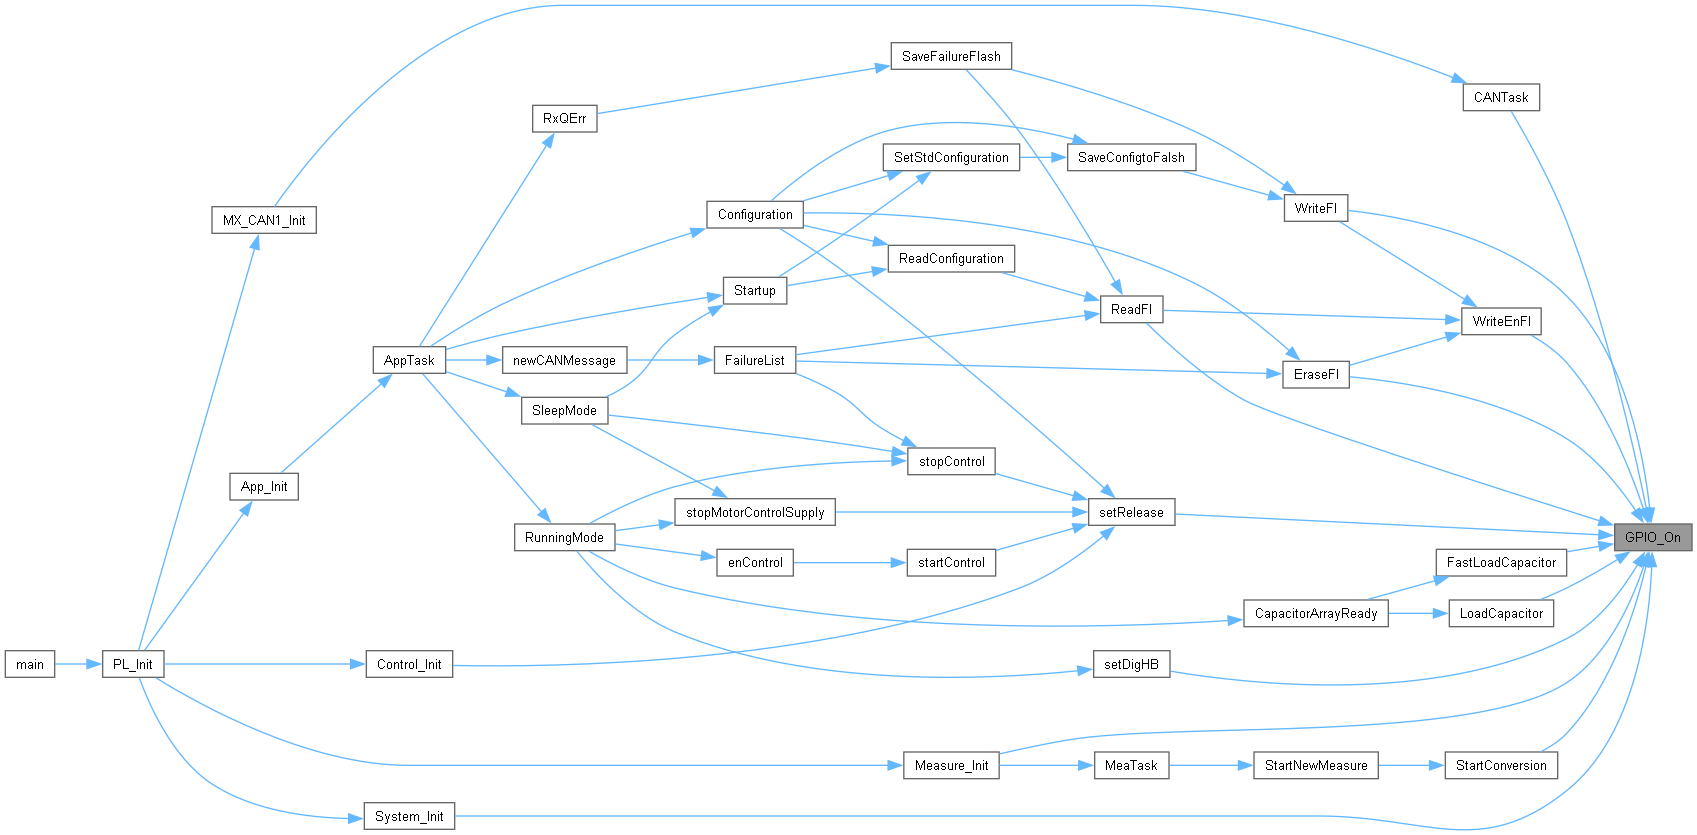 SaveFailureFlash
CANTask
RxQErr
SetStdConfiguration
SaveConfigtoFalsh
MX_CAN1_Init
Configuration
WriteFl
ReadConfiguration
Startup
ReadFl
WriteEnFl
AppTask
newCANMessage
FailureList
EraseFl
SleepMode
stopControl
App_Init
stopMotorControlSupply
setRelease
RunningMode
GPIO_On
enControl
startControl
FastLoadCapacitor
CapacitorArrayReady
LoadCapacitor
main
PL_Init
Control_Init
setDigHB
Measure_Init
MeaTask
StartNewMeasure
StartConversion
System_Init